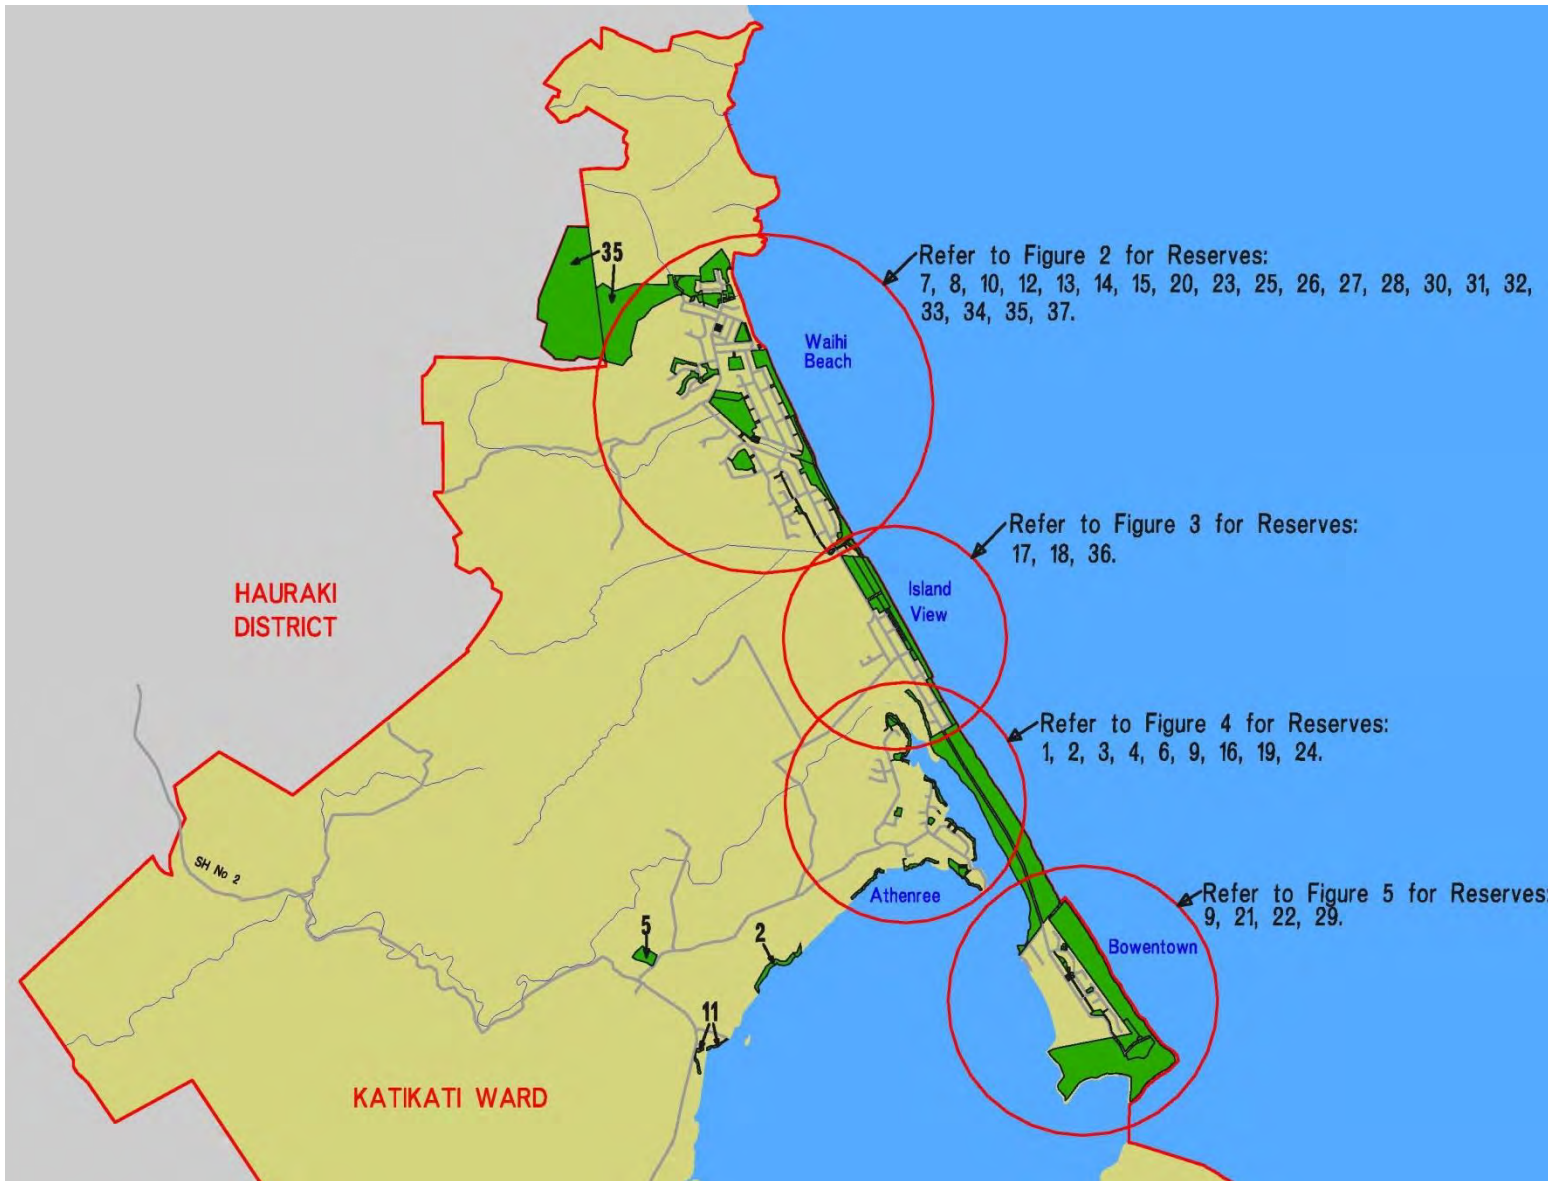 35
Refer to Figure 2 for Reserves:
7, 8, 10, 12, 13, 14, 15, 20, 23, 25, 26, 27, 28, 30, 31, 32,
33, 34, 35, 37.
Waihi
Beach
Refer to Figure 3 for Reserves:
17, 18, 36.
Island
View
HAURAKI
DISTRICT
Refer to Figure 4 for Reserves:
1, 2, 3, 4, 6, 9, 16, 19, 24.
SH No 2
Athenree
Refer to Figure 5 for Reserves:
9, 21, 22, 29.
5
2
Bowentown
11
KATIKATI WARD